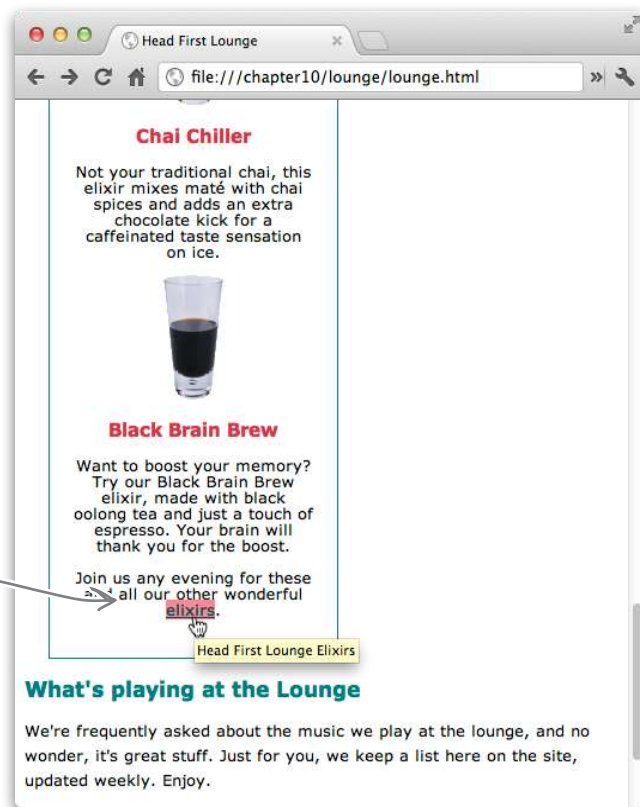 Head First Lounge
file:///chapter10/lounge/lounge.html
Chai Chiller
Not your traditional chai, this
elixir mixes maté with chai
spices and adds an extra
chocolate kick for a
caffeinated taste sensation
on ice.
Black Brain Brew
Want to boost your memory?
Try our Black Brain Brew
elixir, made with black
oolong tea and just a touch of
espresso. Your brain will
thank you for the boost.
Join us any evening for these
and all our other wonderful
elixirs.
Head First Lounge Elixirs
What's playing at the Lounge
We're frequently asked about the music we play at the lounge, and no
wonder, it's great stuff. Just for you, we keep a list here on the site,
updated weekly. Enjoy.